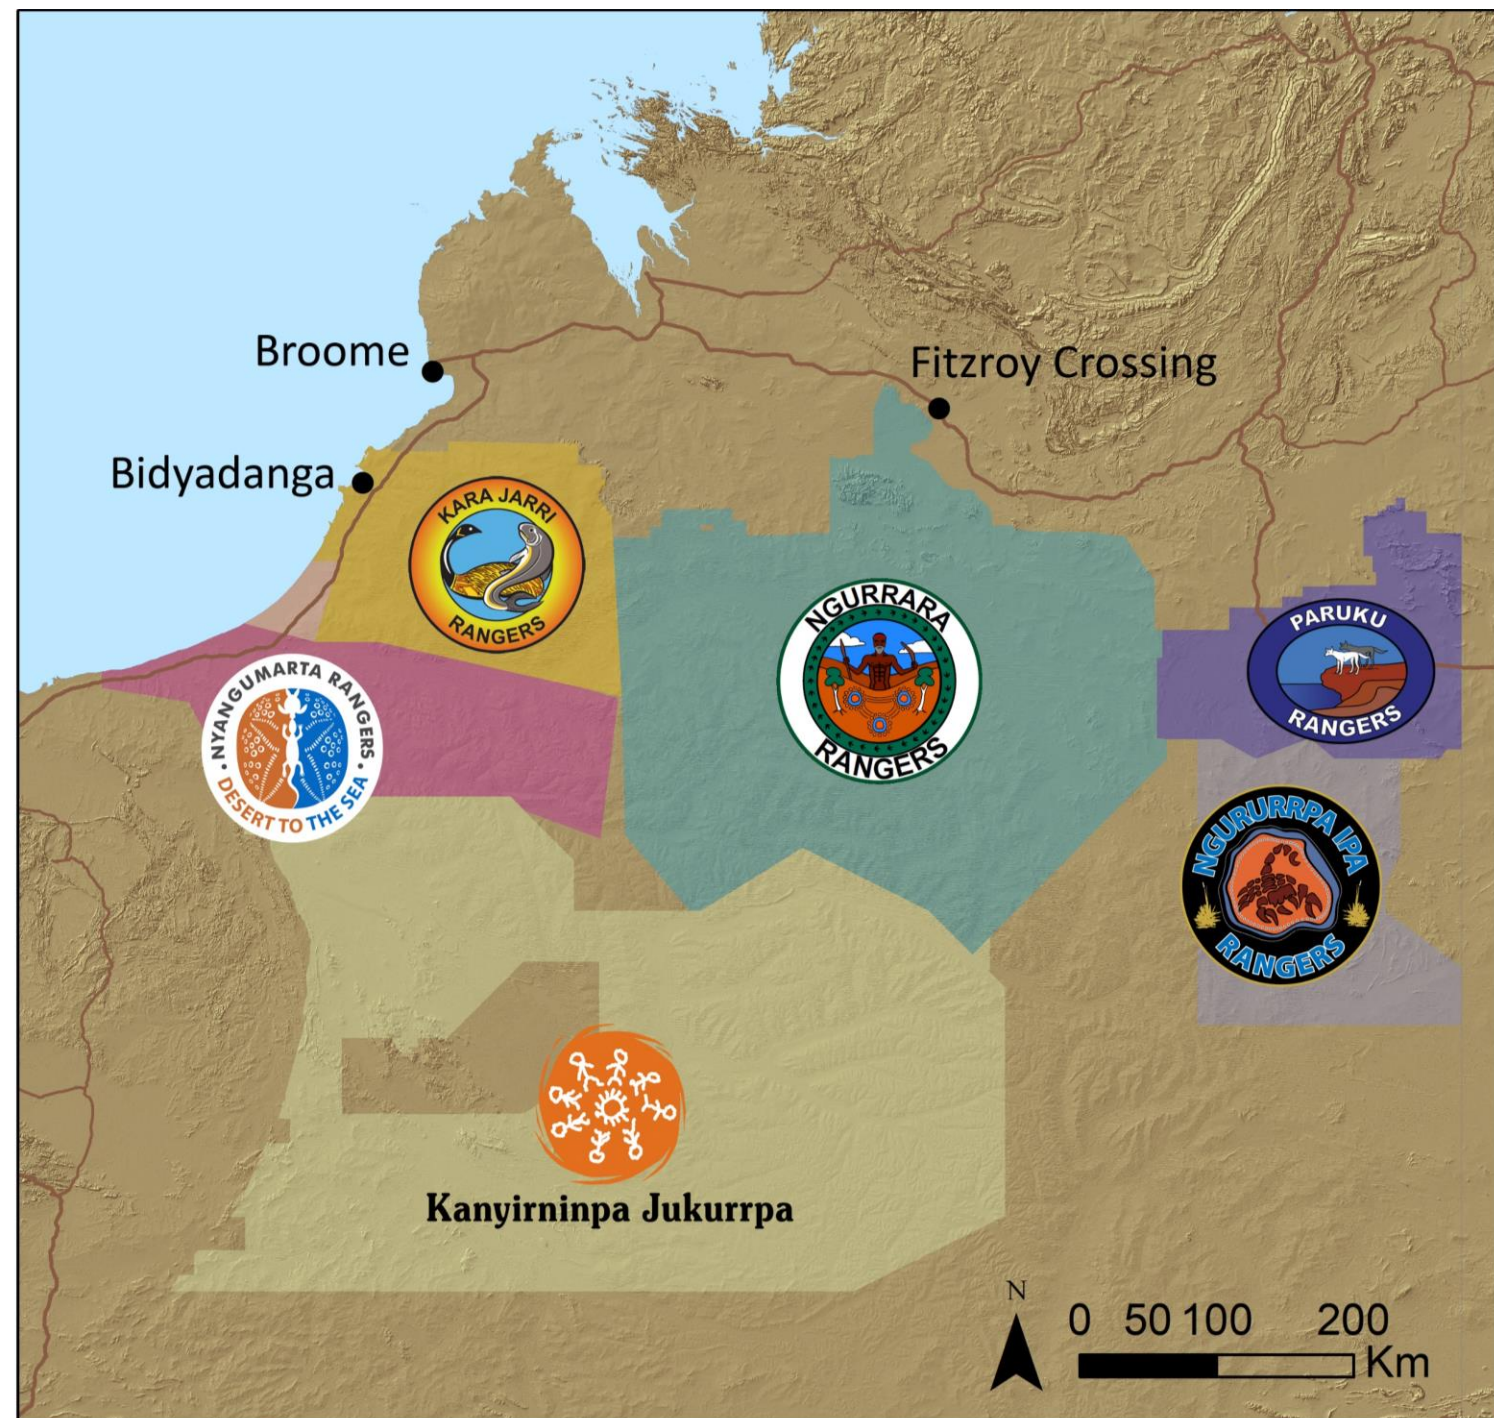 Broome
Fitzroy Crossing
Bidyadanga
KARA JARRI
RANGERS
NGURRARA
RANGERS
PARUKU
RANGERS
• NYANGUMARTA RANGERS •
DESERT TO THE SEA
NGURURRPA IPA
RANGERS
Kanyirninpa Jukurrpa
N
0 50 100 200
Km